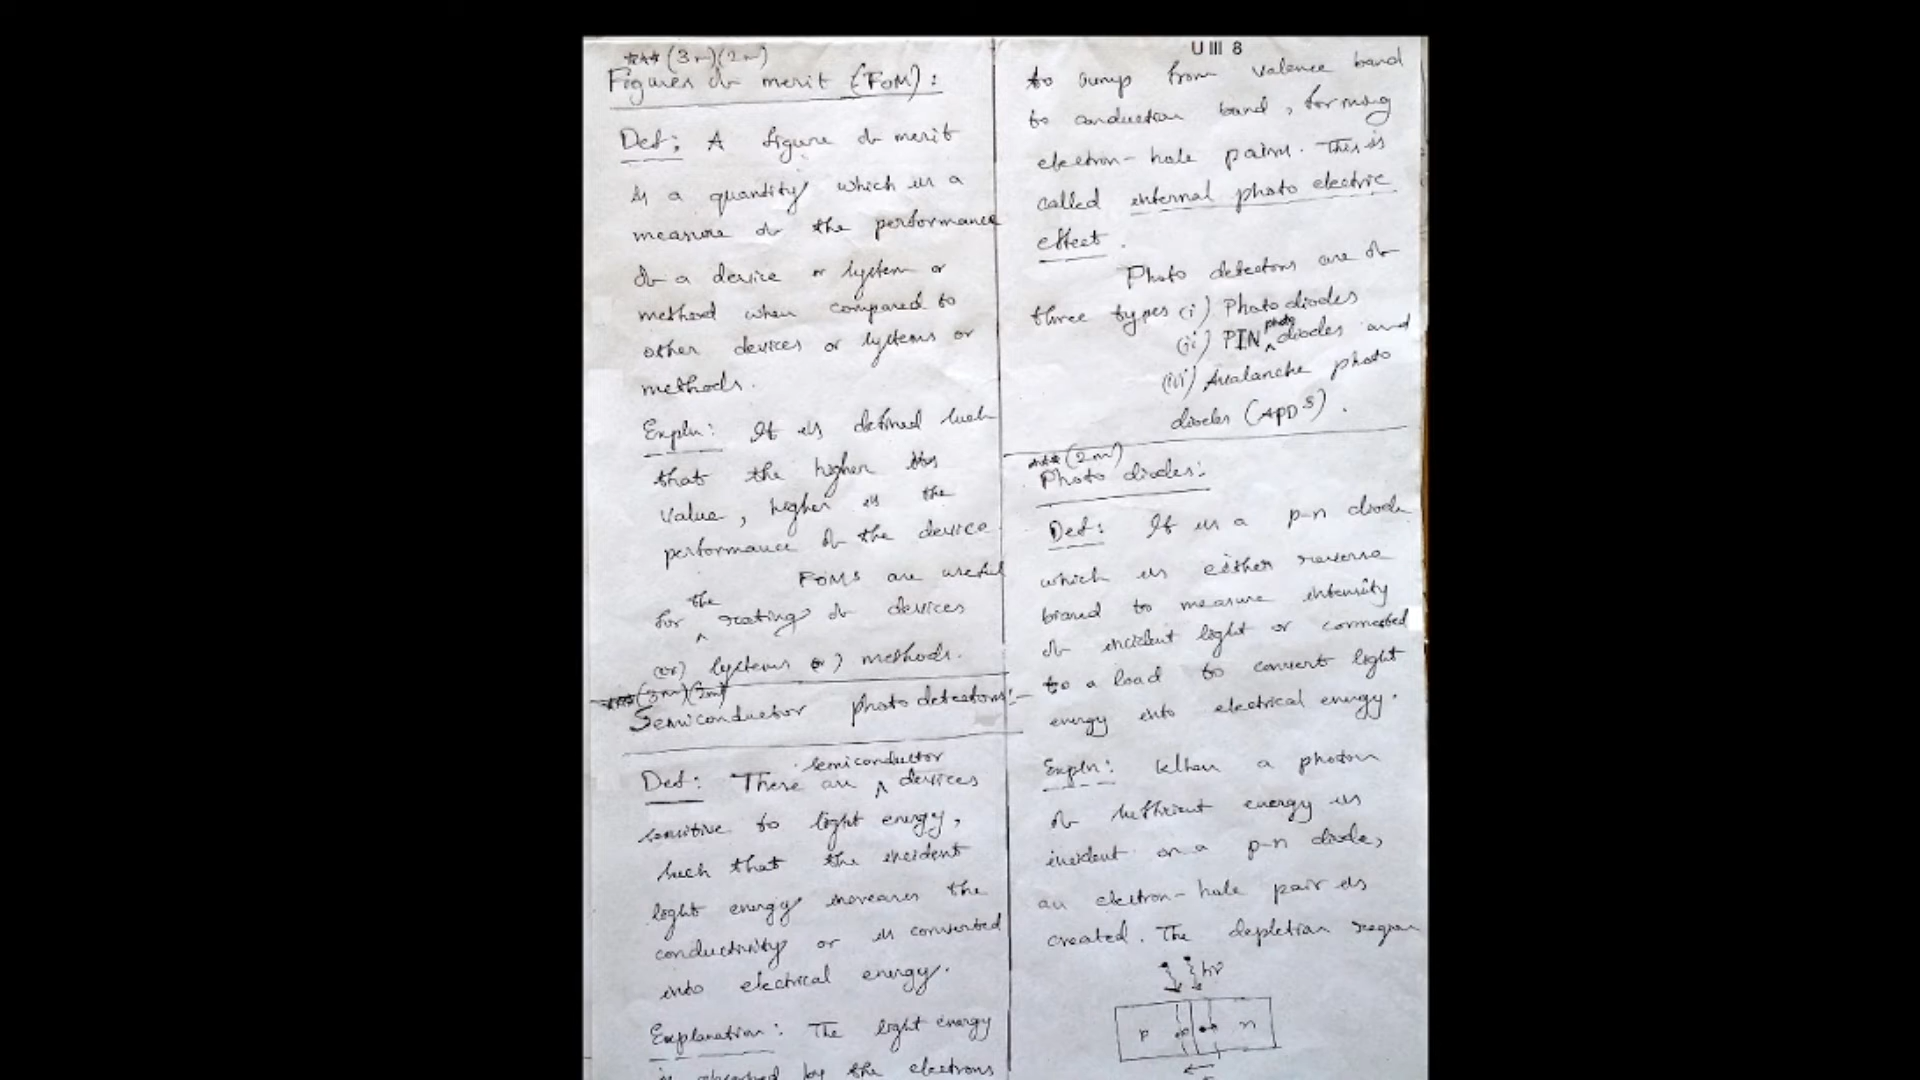 *** (3m)(2m)
Figures of merit (FOM):
Def: A figure of merit
is a quantity which is a
measure of the performance
of a device or system or
method when compared to
other devices or systems or
methods.
Expln: It is defined such
that the higher its
value, higher is the
performance of the device
FOMs are useful
for the rating of devices
(or) systems (or) methods.
*** (3m)(2m)
Semiconductor photodetectors:-
Def: These are semiconductor devices
sensitive to light energy,
such that the incident
light energy increases the
conductivity or is converted
into electrical energy.
Explanation: The light energy
is absorbed by the electrons
U III 8
to jump from valence band
to conduction band, forming
electron-hole pairs. This is
called internal photo electric
effect.
Photo detectors are of
three types (i) Photodiodes
(ii) PIN photo diodes and
(iii) Avalanche photo
diodes (APDs).
*** (2m)
Photo diodes:
Def: It is a p-n diode
which is either reverse
biased to measure intensity
of incident light or connected
to a load to convert light
energy into electrical energy.
Expln: When a photon
of sufficient energy is
incident on a p-n diode,
an electron-hole pair is
created. The depletion region
hν
p n